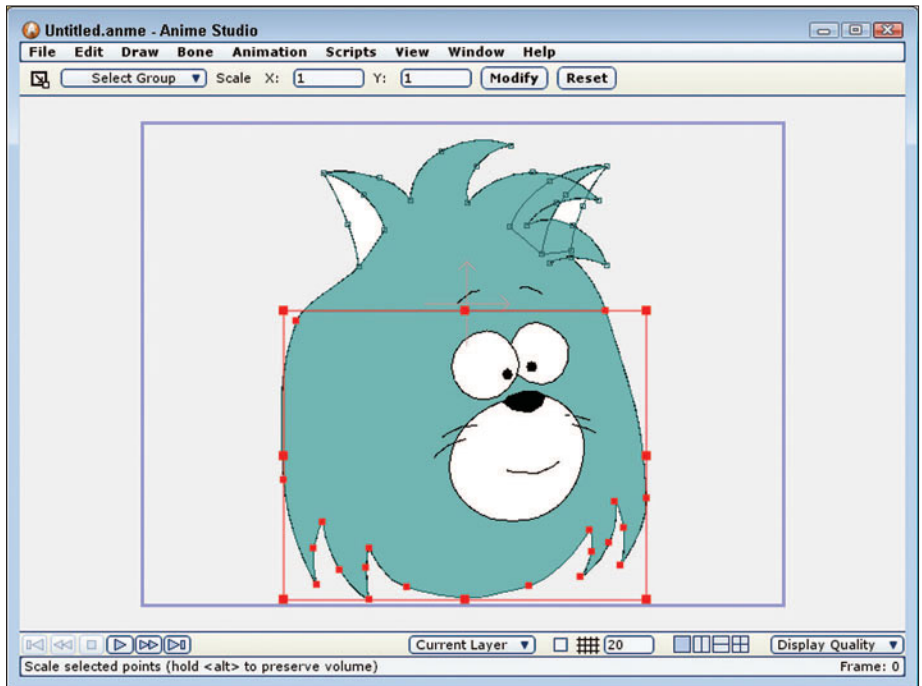 Untitled.anme - Anime Studio
File Edit Draw Bone Animation Scripts View Window Help
Select Group Scale X: 1 Y: 1 Modify Reset
Current Layer 20 Display Quality
Scale selected points (hold <alt> to preserve volume) Frame: 0